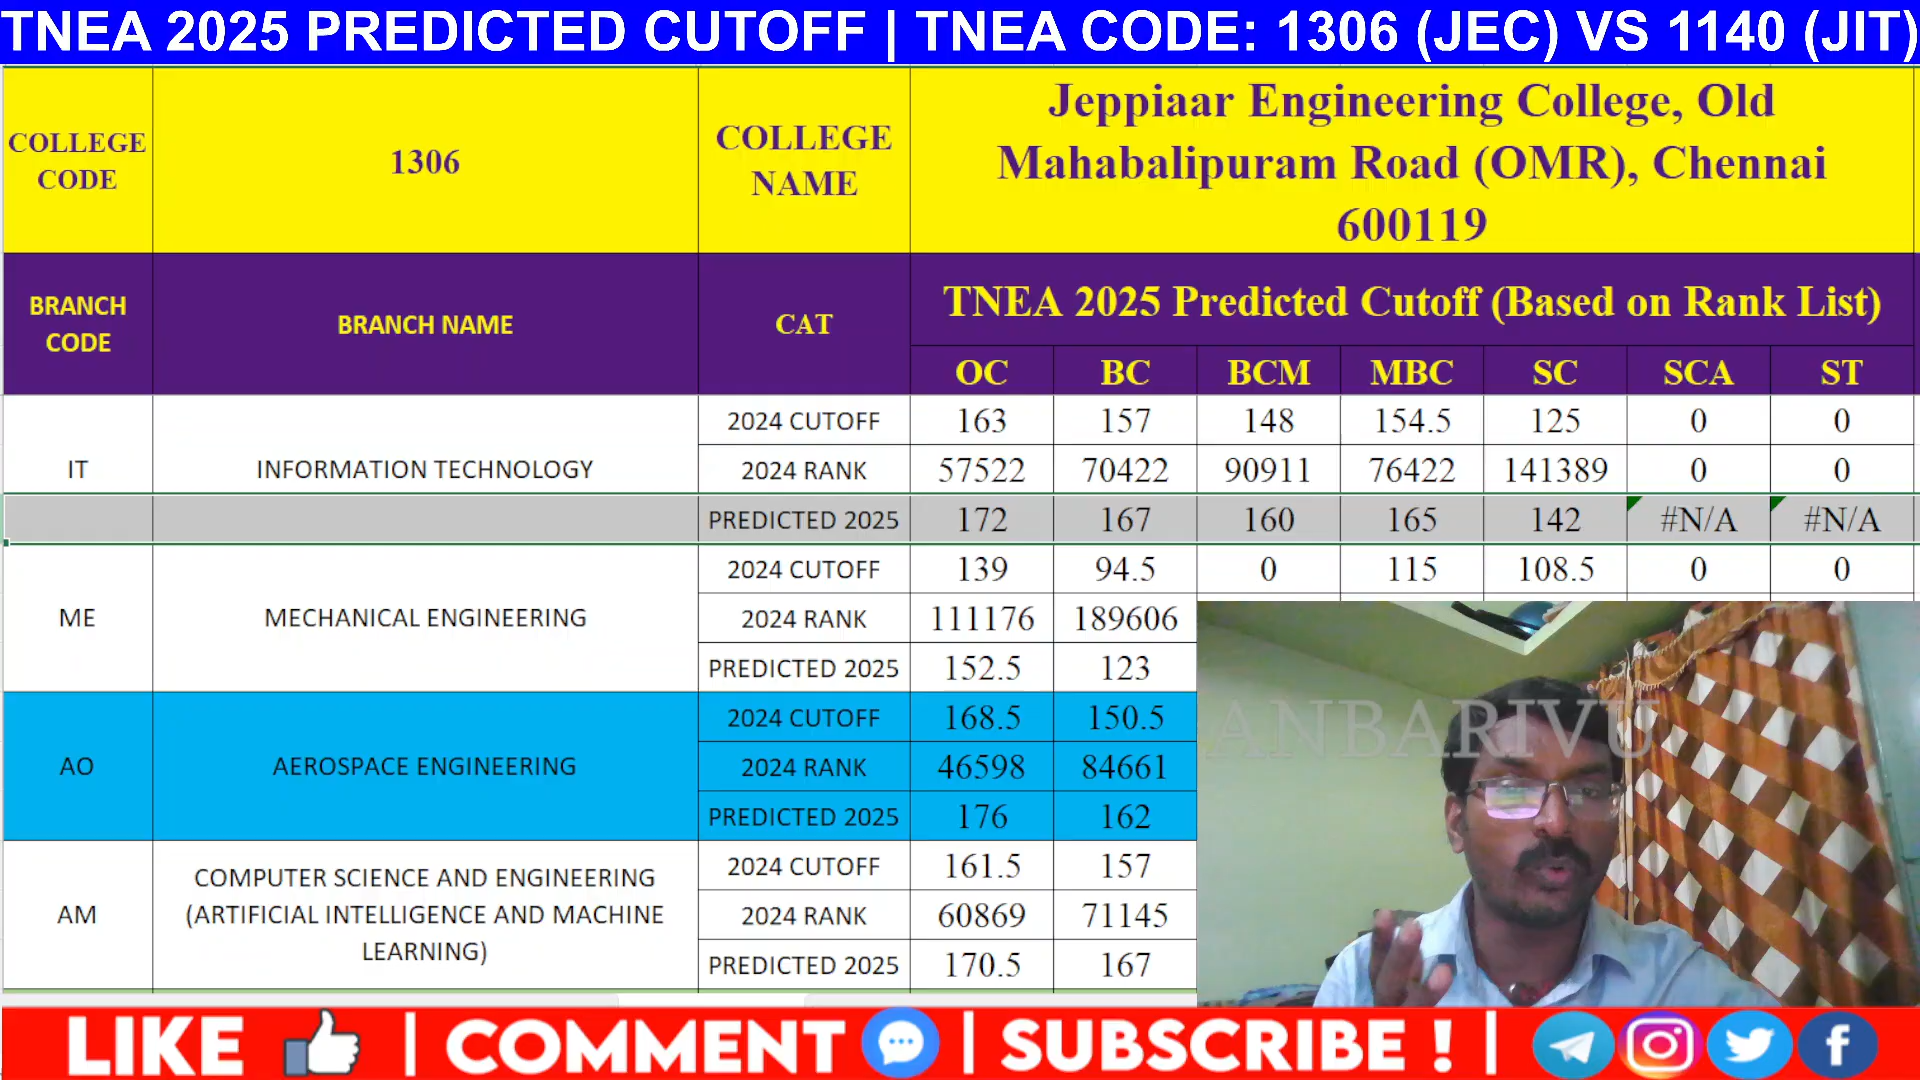 TNEA 2025 PREDICTED CUTOFF | TNEA CODE: 1306 (JEC) VS 1140 (JIT)
COLLEGE CODE 1306 COLLEGE NAME Jeppiaar Engineering College, Old Mahabalipuram Road (OMR), Chennai 600119
BRANCH CODE BRANCH NAME CAT TNEA 2025 Predicted Cutoff (Based on Rank List)
OC BC BCM MBC SC SCA ST
2024 CUTOFF 163 157 148 154.5 125 0 0
IT INFORMATION TECHNOLOGY 2024 RANK 57522 70422 90911 76422 141389 0 0
PREDICTED 2025 172 167 160 165 142 #N/A #N/A
2024 CUTOFF 139 94.5 0 115 108.5 0 0
ME MECHANICAL ENGINEERING 2024 RANK 111176 189606
PREDICTED 2025 152.5 123
2024 CUTOFF 168.5 150.5
AO AEROSPACE ENGINEERING 2024 RANK 46598 84661
PREDICTED 2025 176 162
ANBARIVU
2024 CUTOFF 161.5 157
AM COMPUTER SCIENCE AND ENGINEERING (ARTIFICIAL INTELLIGENCE AND MACHINE LEARNING) 2024 RANK 60869 71145
PREDICTED 2025 170.5 167
LIKE | COMMENT | SUBSCRIBE ! |